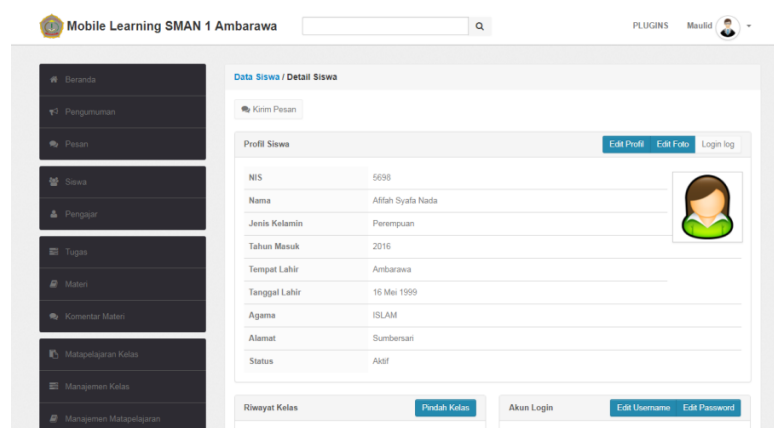 Mobile Learning SMAN 1 Ambarawa
PLUGINS Maulid
Beranda
Pengumuman
Pesan
Siswa
Pengajar
Tugas
Materi
Komentar Materi
Matapelajaran Kelas
Manajemen Kelas
Manajemen Matapelajaran
Data Siswa / Detail Siswa
Kirim Pesan
Profil Siswa Edit Profil Edit Foto Login log
NIS 5698
Nama Afifah Syafa Nada
Jenis Kelamin Perempuan
Tahun Masuk 2016
Tempat Lahir Ambarawa
Tanggal Lahir 16 Mei 1999
Agama ISLAM
Alamat Sumbersari
Status Aktif
Riwayat Kelas Pindah Kelas
Akun Login Edit Username Edit Password